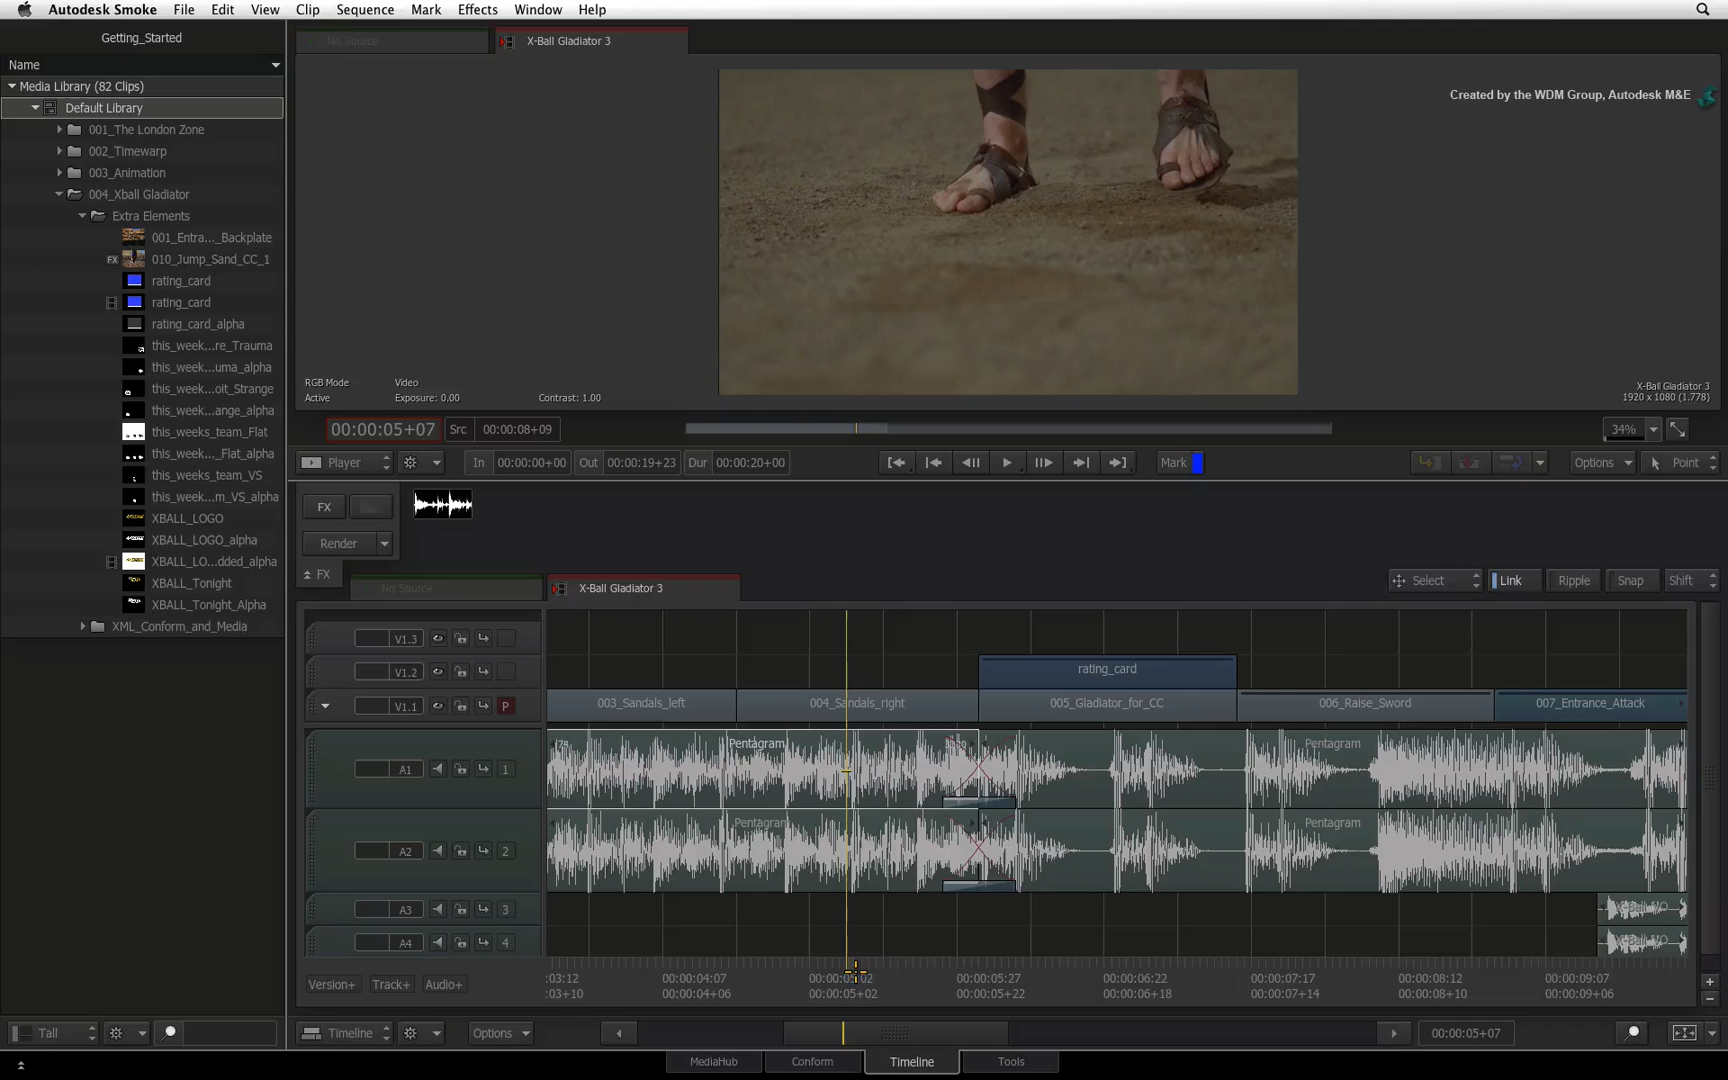 Autodesk Smoke File Edit View Clip Sequence Mark Effects Window Help
Getting_Started
Name
Media Library (82 Clips)
Default Library
001_The London Zone
002_Timewarp
003_Animation
004_Xball Gladiator
Extra Elements
001_Entra..._Backplate
FX 010_Jump_Sand_CC_1
rating_card
rating_card
rating_card_alpha
this_week...re_Trauma
this_week...uma_alpha
this_week...oit_Strange
this_week...ange_alpha
this_weeks_team_Flat
this_week..._Flat_alpha
this_weeks_team_VS
this_week...m_VS_alpha
XBALL_LOGO
XBALL_LOGO_alpha
XBALL_LO...dded_alpha
XBALL_Tonight
XBALL_Tonight_Alpha
XML_Conform_and_Media
Tall
No Source X-Ball Gladiator 3
Created by the WDM Group, Autodesk M&E
RGB Mode Video
Active Exposure: 0.00 Contrast: 1.00
X-Ball Gladiator 3
1920 x 1080 (1.778)
00:00:05+07 Src 00:00:08+09 34%
Player In 00:00:00+00 Out 00:00:19+23 Dur 00:00:20+00 Mark Options Point
FX
Render
FX
No Source X-Ball Gladiator 3 Select Link Ripple Snap Shift
V1.3
V1.2 rating_card
V1.1 P 003_Sandals_left 004_Sandals_right 005_Gladiator_for_CC 006_Raise_Sword 007_Entrance_Attack
Pentagram Pentagram
A1 1
Pentagram Pentagram
A2 2
A3 3
A4 4
:03:12 00:00:04+07 00:00:05+02 00:00:05+27 00:00:06+22 00:00:07+17 00:00:08+12 00:00:09+07
:03+10 00:00:04+06 00:00:05+02 00:00:05+22 00:00:06+18 00:00:07+14 00:00:08+10 00:00:09+06
Version+ Track+ Audio+
Timeline Options 00:00:05+07
MediaHub Conform Timeline Tools